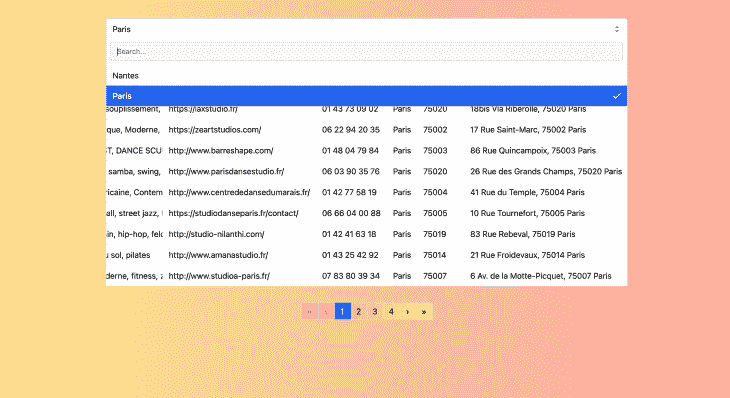 Paris
Search...
Nantes
Paris
souplissement, https://laxstudio.fr/ 01 43 73 09 02 Paris 75020 18bis Via Riberolle, 75020 Paris
que, Moderne, https://zeartstudios.com/ 06 22 94 20 35 Paris 75002 17 Rue Saint-Marc, 75002 Paris
T, DANCE SCU http://www.barreshape.com/ 01 48 04 79 84 Paris 75003 86 Rue Quincampoix, 75003 Paris
samba, swing, http://www.parisdansestudio.fr/ 06 03 90 35 76 Paris 75020 26 Rue des Grands Champs, 75020 Paris
ricaine, Contem http://www.centrededansedumarais.fr/ 01 42 77 58 19 Paris 75004 41 Rue du Temple, 75004 Paris
all, street jazz, https://studiodanseparis.fr/contact/ 06 66 04 00 88 Paris 75005 10 Rue Tournefort, 75005 Paris
in, hip-hop, feld http://studio-nilanthi.com/ 01 42 41 63 18 Paris 75019 83 Rue Rebeval, 75019 Paris
u sol, pilates http://www.amanastudio.fr/ 01 43 25 42 92 Paris 75014 21 Rue Froidevaux, 75014 Paris
derne, fitness, http://www.studioa-paris.fr/ 07 83 80 39 34 Paris 75007 6 Av. de la Motte-Picquet, 75007 Paris
« ‹ 1 2 3 4 › »